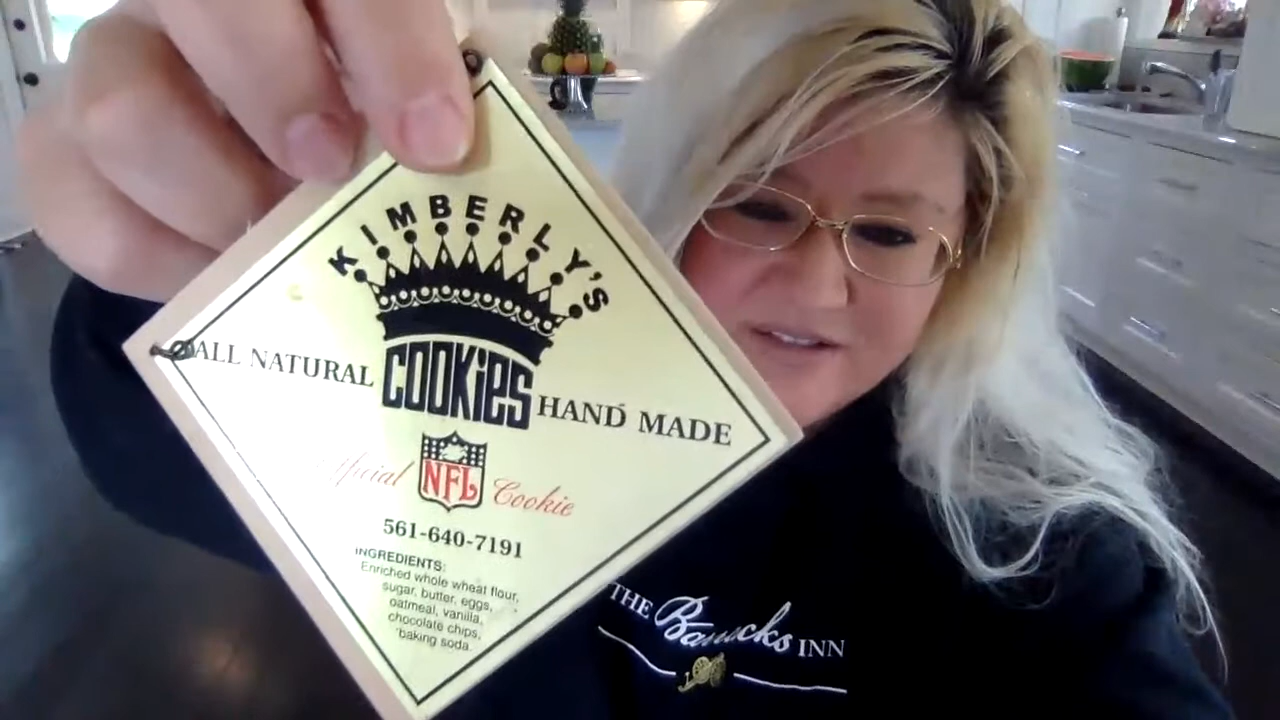 KIMBERLY'S
ALL NATURAL COOKiES HAND MADE
NFL Cookie
561-640-7191
INGREDIENTS:
Enriched whole wheat flour,
sugar, butter, eggs,
oatmeal, vanilla,
chocolate chips,
baking soda.
THE Barracks INN